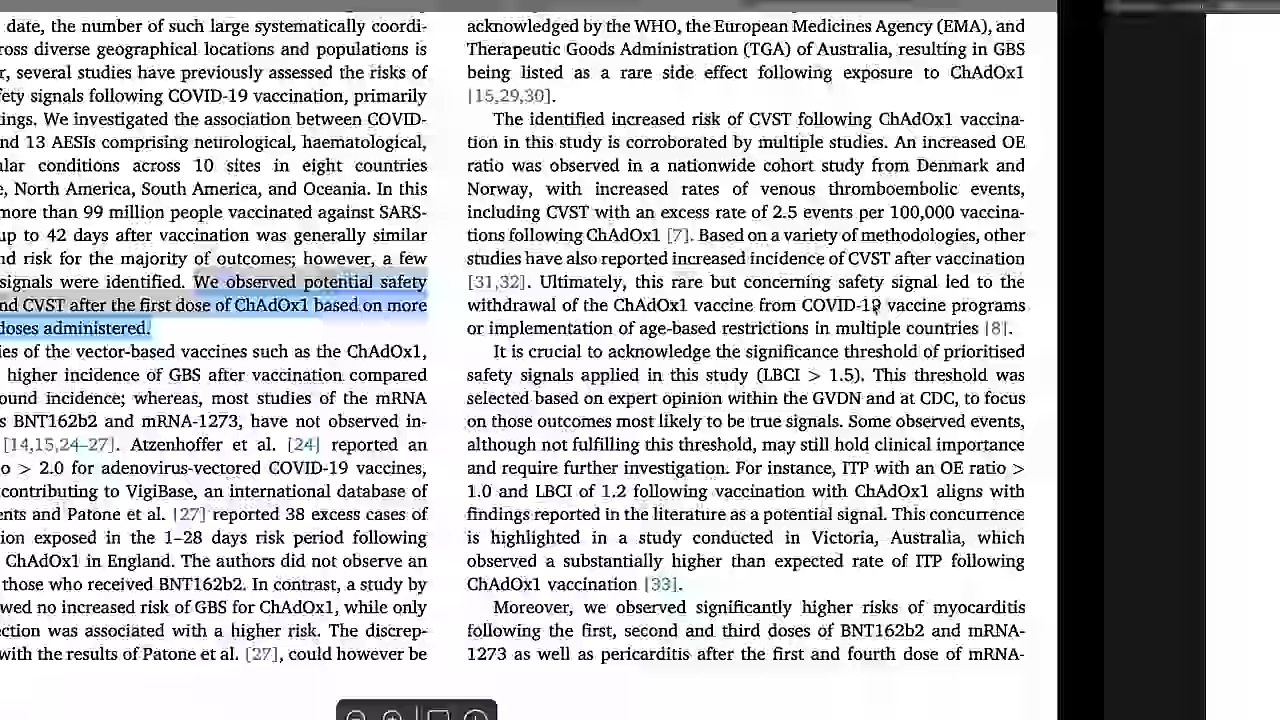 date, the number of such large systematically coordi-
ross diverse geographical locations and populations is
r, several studies have previously assessed the risks of
fety signals following COVID-19 vaccination, primarily
ings. We investigated the association between COVID-
nd 13 AESIs comprising neurological, haematological,
lar conditions across 10 sites in eight countries
e, North America, South America, and Oceania. In this
more than 99 million people vaccinated against SARS-
up to 42 days after vaccination was generally similar
nd risk for the majority of outcomes; however, a few
signals were identified. We observed potential safety
nd CVST after the first dose of ChAdOx1 based on more
doses administered.
ies of the vector-based vaccines such as the ChAdOx1,
higher incidence of GBS after vaccination compared
ound incidence; whereas, most studies of the mRNA
s BNT162b2 and mRNA-1273, have not observed in-
[14,15,24–27]. Atzenhoffer et al. [24] reported an
o > 2.0 for adenovirus-vectored COVID-19 vaccines,
contributing to VigiBase, an international database of
ents and Patone et al. [27] reported 38 excess cases of
ion exposed in the 1–28 days risk period following
ChAdOx1 in England. The authors did not observe an
those who received BNT162b2. In contrast, a study by
wed no increased risk of GBS for ChAdOx1, while only
ection was associated with a higher risk. The discrep-
with the results of Patone et al. [27], could however be
acknowledged by the WHO, the European Medicines Agency (EMA), and
Therapeutic Goods Administration (TGA) of Australia, resulting in GBS
being listed as a rare side effect following exposure to ChAdOx1
[15,29,30].
The identified increased risk of CVST following ChAdOx1 vaccina-
tion in this study is corroborated by multiple studies. An increased OE
ratio was observed in a nationwide cohort study from Denmark and
Norway, with increased rates of venous thromboembolic events,
including CVST with an excess rate of 2.5 events per 100,000 vaccina-
tions following ChAdOx1 [7]. Based on a variety of methodologies, other
studies have also reported increased incidence of CVST after vaccination
[31,32]. Ultimately, this rare but concerning safety signal led to the
withdrawal of the ChAdOx1 vaccine from COVID-19 vaccine programs
or implementation of age-based restrictions in multiple countries [8].
It is crucial to acknowledge the significance threshold of prioritised
safety signals applied in this study (LBCI > 1.5). This threshold was
selected based on expert opinion within the GVDN and at CDC, to focus
on those outcomes most likely to be true signals. Some observed events,
although not fulfilling this threshold, may still hold clinical importance
and require further investigation. For instance, ITP with an OE ratio >
1.0 and LBCI of 1.2 following vaccination with ChAdOx1 aligns with
findings reported in the literature as a potential signal. This concurrence
is highlighted in a study conducted in Victoria, Australia, which
observed a substantially higher than expected rate of ITP following
ChAdOx1 vaccination [33].
Moreover, we observed significantly higher risks of myocarditis
following the first, second and third doses of BNT162b2 and mRNA-
1273 as well as pericarditis after the first and fourth dose of mRNA-